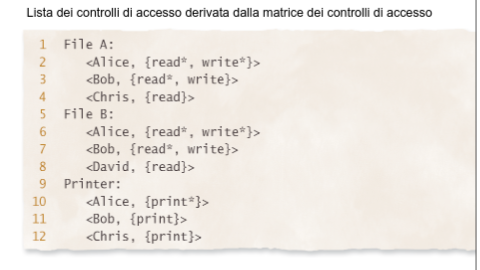 Lista dei controlli di accesso derivata dalla matrice dei controlli di accesso
1 File A:
2 <Alice, {read*, write*}>
3 <Bob, {read*, write}>
4 <Chris, {read}>
5 File B:
6 <Alice, {read*, write*}>
7 <Bob, {read*, write}>
8 <David, {read}>
9 Printer:
10 <Alice, {print*}>
11 <Bob, {print}>
12 <Chris, {print}>